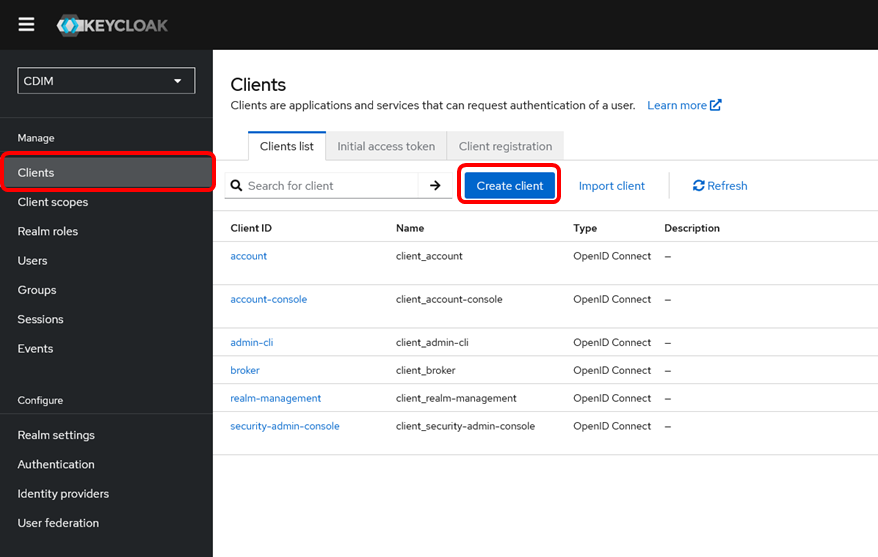 KEYCLOAK
CDIM
Manage
Clients
Client scopes
Realm roles
Users
Groups
Sessions
Events
Configure
Realm settings
Authentication
Identity providers
User federation
Clients
Clients are applications and services that can request authentication of a user. Learn more
Clients list Initial access token Client registration
Search for client Create client Import client Refresh
Client ID Name Type Description
account client_account OpenID Connect –
account-console client_account-console OpenID Connect –
admin-cli client_admin-cli OpenID Connect –
broker client_broker OpenID Connect –
realm-management client_realm-management OpenID Connect –
security-admin-console client_security-admin-console OpenID Connect –